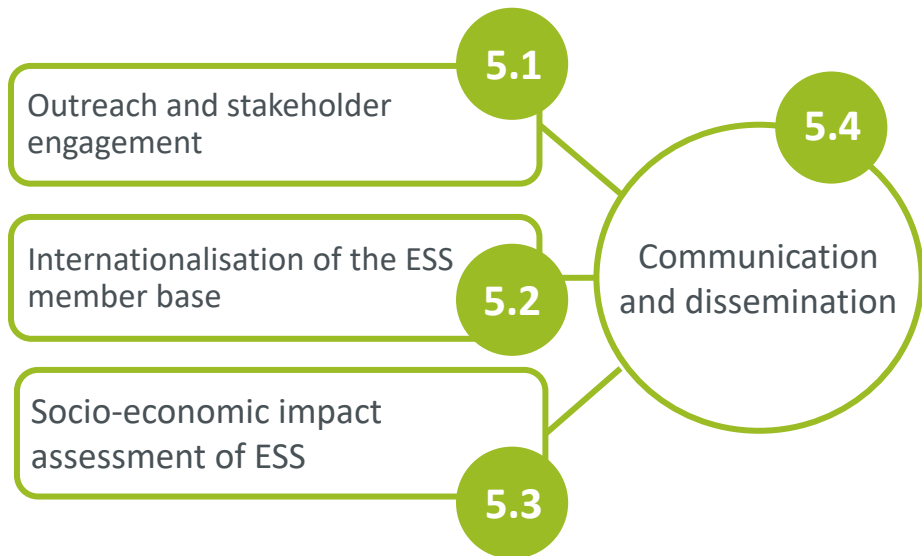 5.1
Outreach and stakeholder
engagement
5.2
Internationalisation of the ESS
member base
5.3
Socio-economic impact
assessment of ESS
5.4
Communication
and dissemination